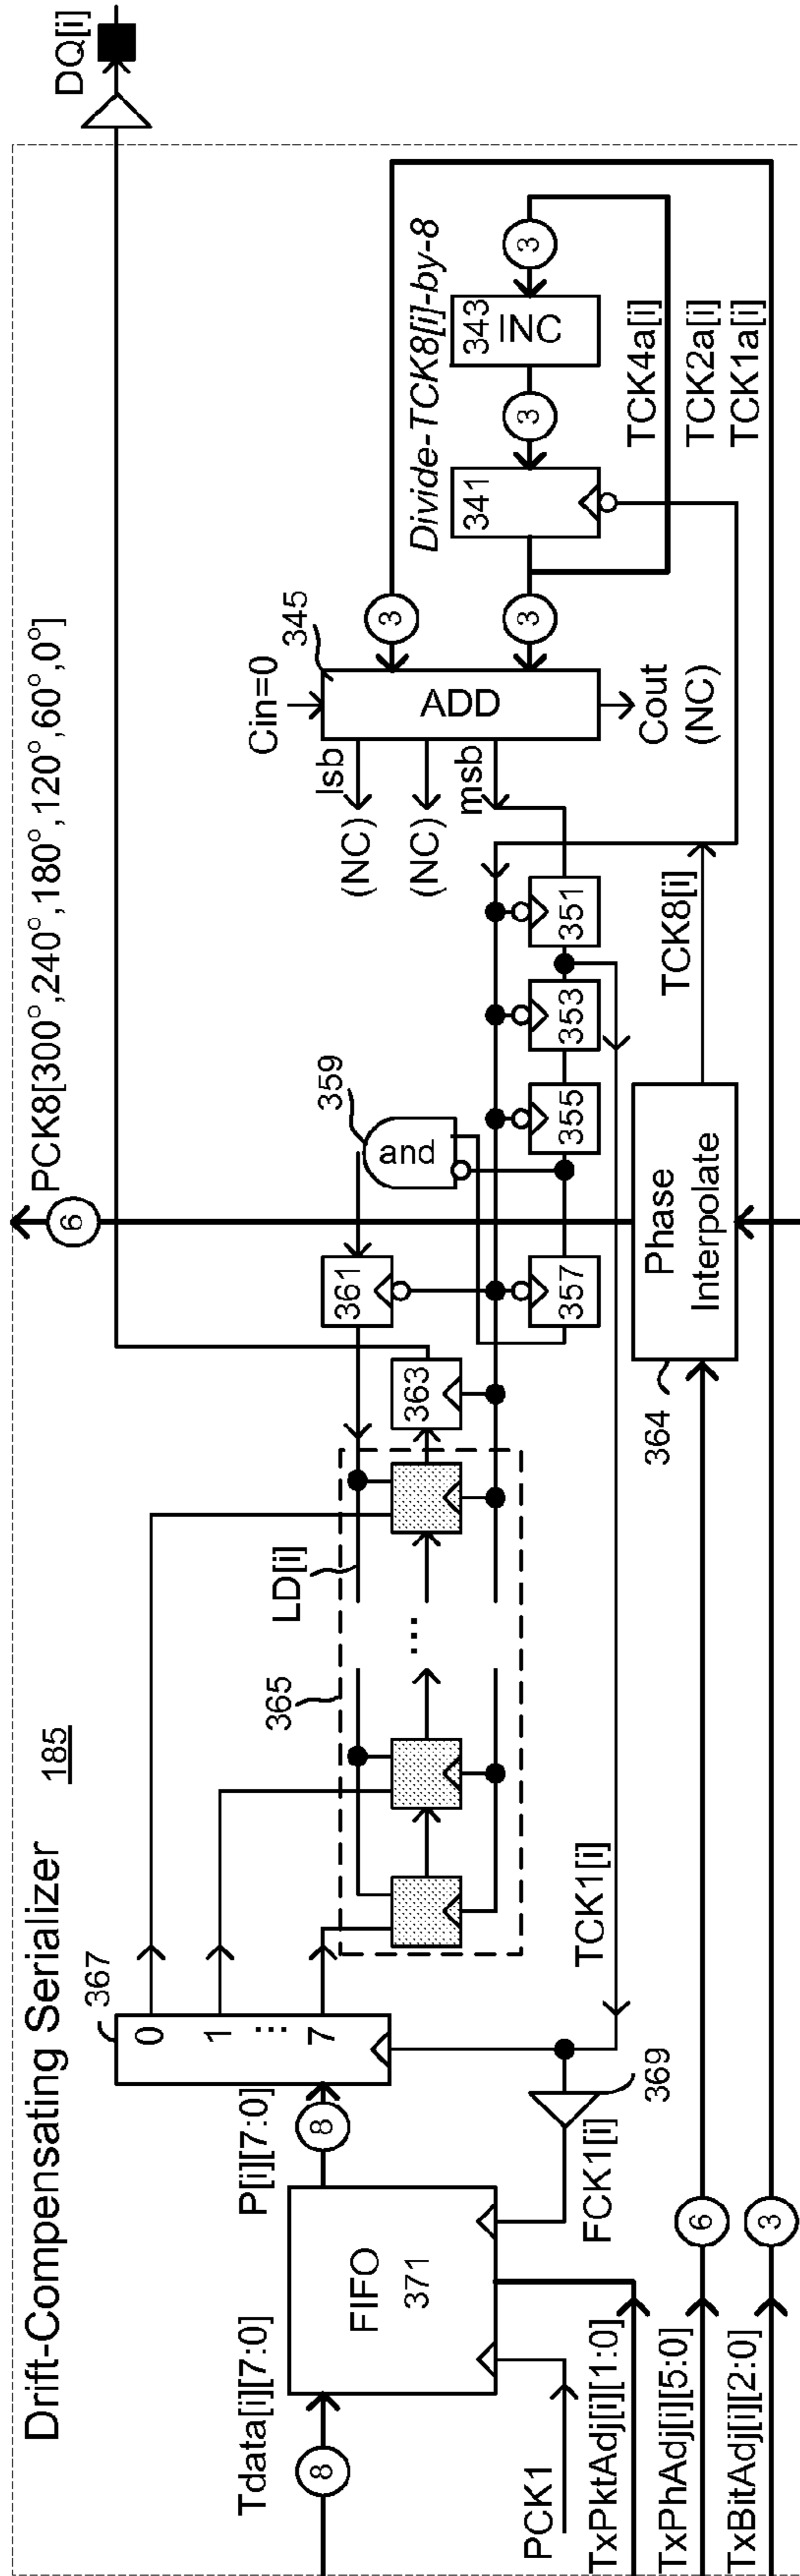 Drift-Compensating Serializer
185
PCK8[300°,240°,180°,120°,60°,0°]
6
DQ[i]
Tdata[i][7:0]
8
FIFO
371
P[i][7:0]
8
367
0
1
...
7
365
LD[i]
...
363
361
359
and
357
355
353
351
Cin=0
345
lsb
(NC)
(NC)
msb
ADD
Cout
(NC)
3
3
Divide-TCK8[i]-by-8
341
3
343
INC
3
TCK4a[i]
TCK2a[i]
TCK1a[i]
TCK1[i]
369
FCK1[i]
PCK1
364
Phase
Interpolate
TCK8[i]
TxPktAdj[i][1:0]
TxPhAdj[i][5:0]
6
TxBitAdj[i][2:0]
3